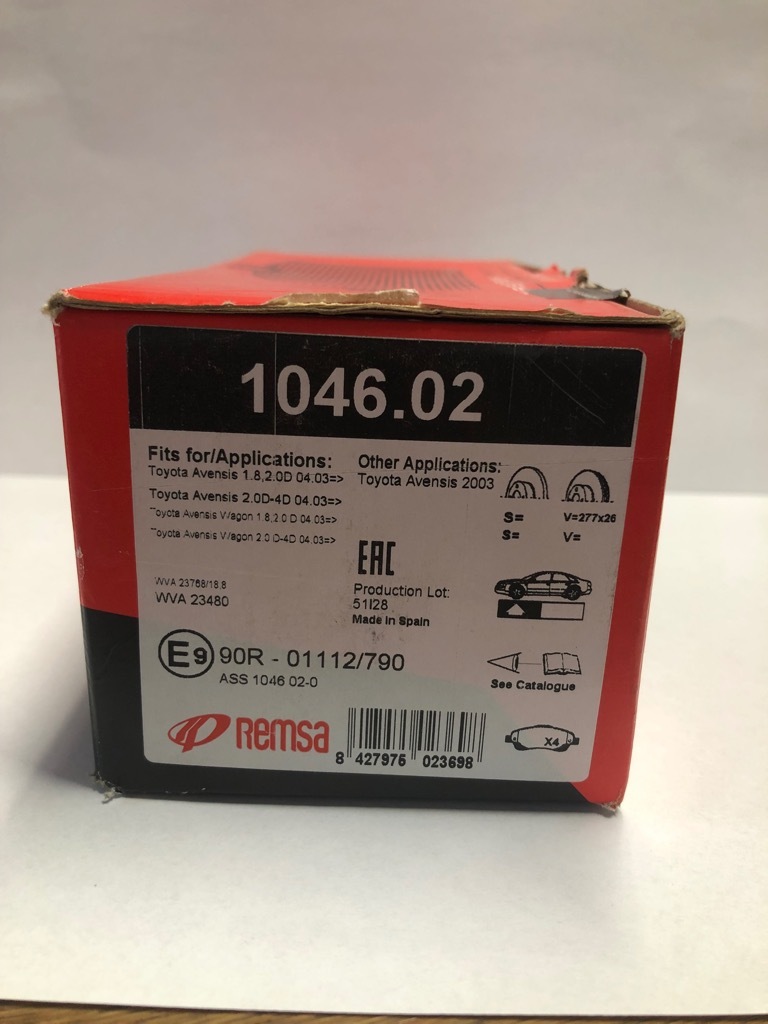 1046.02
Fits for/Applications:
Toyota Avensis 1.8,2.0D 04.03=>
Toyota Avensis 2.0D-4D 04.03=>
Toyota Avensis Wagon 1.8,2.0 D 04.03=>
Toyota Avensis Wagon 2.0 D-4D 04.03=>
Other Applications:
Toyota Avensis 2003
S= V=277x26
S= V=
WVA 23768/18.8
WVA 23480
EAC
Production Lot:
51I28
Made in Spain
E9 90R - 01112/790
ASS 1046 02-0
See Catalogue
Remsa
8 427975 023698
X4